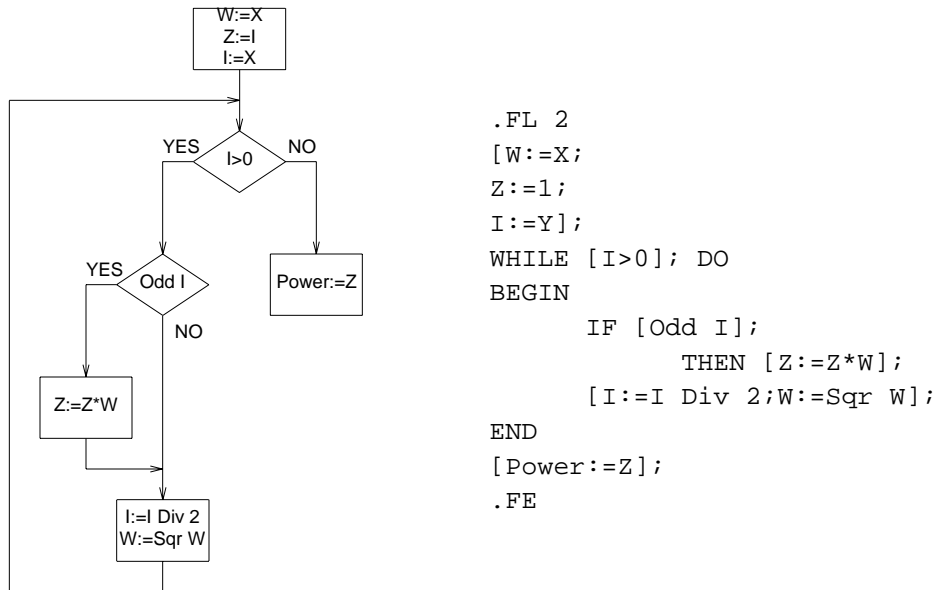 W:=X
Z:=I
I:=X
YES
I>0
NO
YES
Odd I
Power:=Z
NO
Z:=Z*W
I:=I Div 2
W:=Sqr W
.FL 2
[W:=X;
Z:=1;
I:=Y];
WHILE [I>0]; DO
BEGIN
IF [Odd I];
THEN [Z:=Z*W];
[I:=I Div 2;W:=Sqr W];
END
[Power:=Z];
.FE